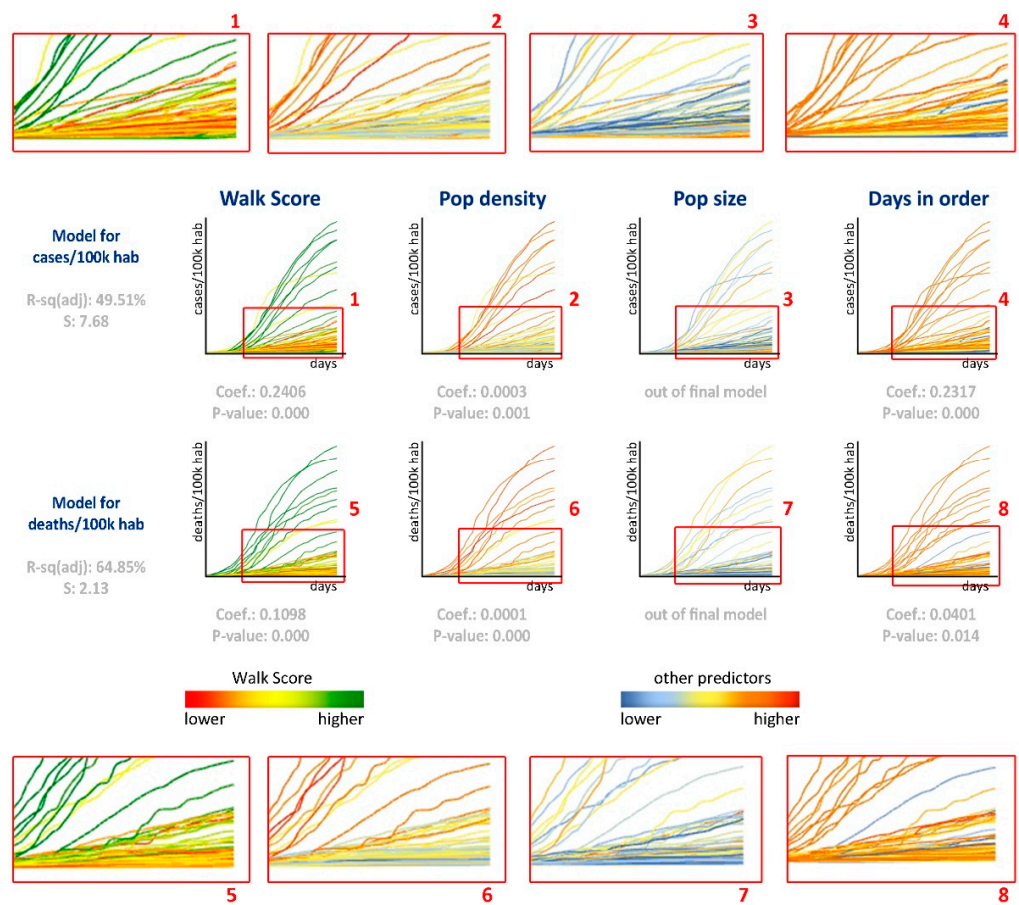 1
2
3
4
Walk Score
Pop density
Pop size
Days in order
Model for
cases/100k hab
R-sq(adj): 49.51%
S: 7.68
cases/100k hab
1
days
cases/100k hab
2
days
cases/100k hab
3
days
cases/100k hab
4
days
Coef.: 0.2406
P-value: 0.000
Coef.: 0.0003
P-value: 0.001
out of final model
Coef.: 0.2317
P-value: 0.000
Model for
deaths/100k hab
R-sq(adj): 64.85%
S: 2.13
deaths/100k hab
5
days
deaths/100k hab
6
days
deaths/100k hab
7
days
deaths/100k hab
8
days
Coef.: 0.1098
P-value: 0.000
Coef.: 0.0001
P-value: 0.000
out of final model
Coef.: 0.0401
P-value: 0.014
Walk Score
lower
higher
other predictors
lower
higher
5
6
7
8